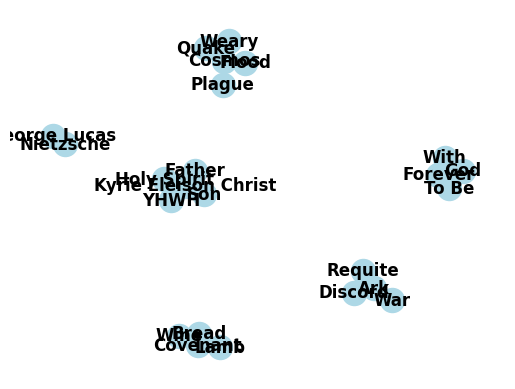 Weary
Quake
Cosmos
Flood
Plague
eorge Lucas
Nietzsche
Father
Holy Spirit
Kyrie Eleison Christ
Son
YHWH
With
God
Forever
To Be
Requite
Ark
Discord
War
Bread
Wine
Covenant
Lamb